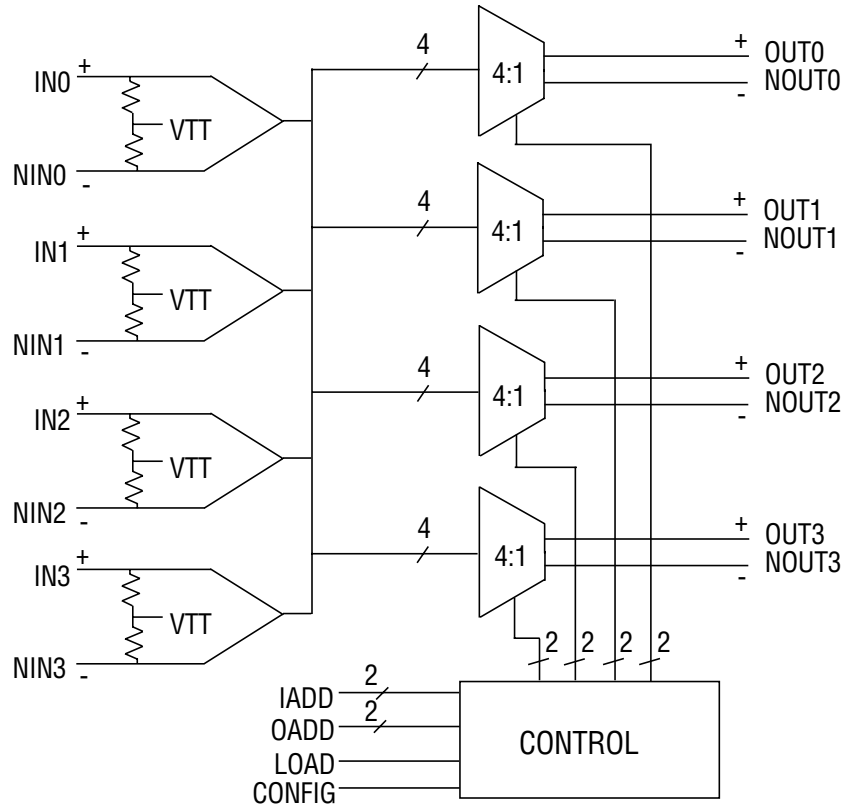 IN0
+
VTT
NIN0
-
IN1
+
VTT
NIN1
-
IN2
+
VTT
NIN2
-
IN3
+
VTT
NIN3
-
4
4:1
+
OUT0
NOUT0
-
4
4:1
+
OUT1
NOUT1
-
4
4:1
+
OUT2
NOUT2
-
4
4:1
+
OUT3
NOUT3
-
2 2 2 2
IADD 2
OADD 2
LOAD
CONFIG
CONTROL